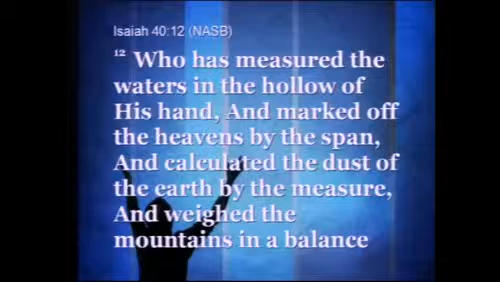 Isaiah 40:12 (NASB)
12 Who has measured the
waters in the hollow of
His hand, And marked off
the heavens by the span,
And calculated the dust of
the earth by the measure,
And weighed the
mountains in a balance